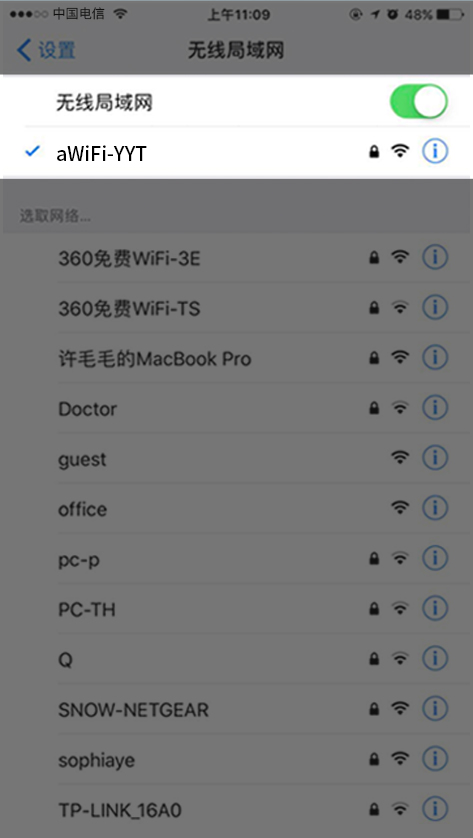 中国电信 上午11:09 48%
设置 无线局域网
无线局域网
aWiFi-YYT
选取网络...
360免费WiFi-3E
360免费WiFi-TS
许毛毛的MacBook Pro
Doctor
guest
office
pc-p
PC-TH
Q
SNOW-NETGEAR
sophiaye
TP-LINK_16A0